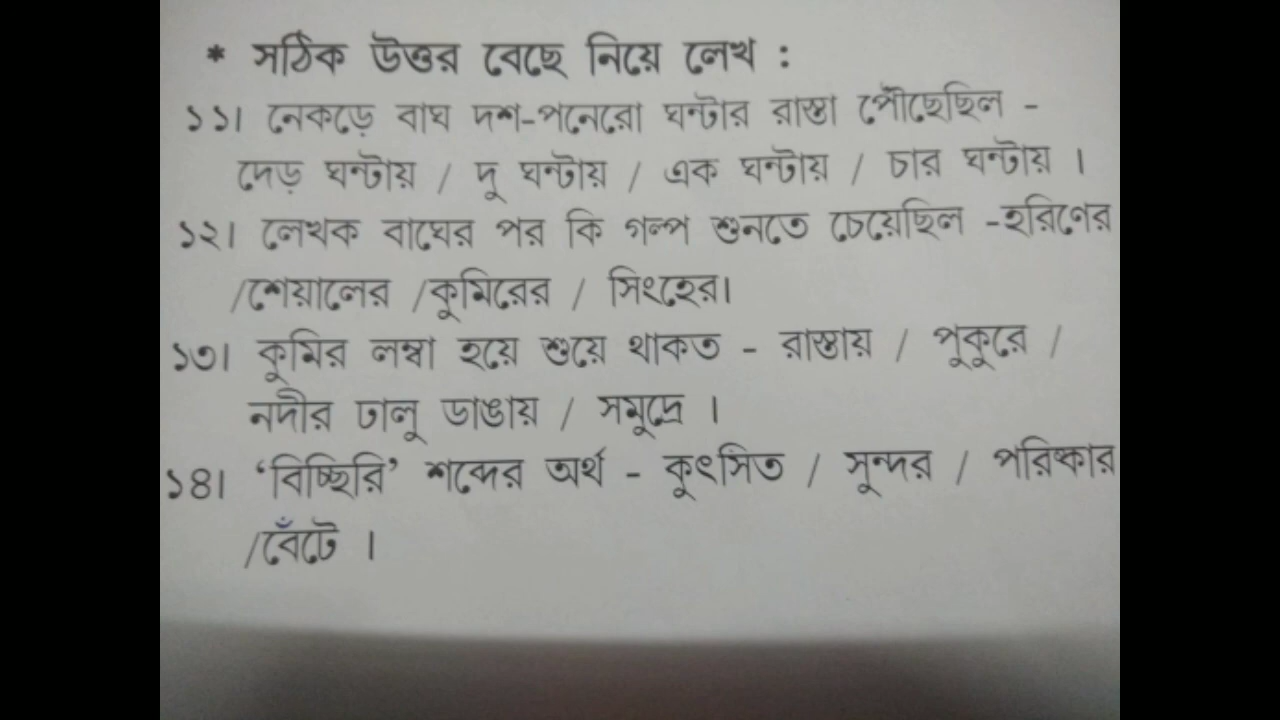 * সঠিক উত্তর বেছে নিয়ে লেখ :
১১। নেকড়ে বাঘ দশ-পনেরো ঘন্টার রাস্তা পৌঁছেছিল -
দেড় ঘন্টায় / দু ঘন্টায় / এক ঘন্টায় / চার ঘন্টায় ।
১২। লেখক বাঘের পর কি গল্প শুনতে চেয়েছিল -হরিণের
/শেয়ালের /কুমিরের / সিংহের।
১৩। কুমির লম্বা হয়ে শুয়ে থাকত - রাস্তায় / পুকুরে /
নদীর ঢালু ডাঙায় / সমুদ্রে ।
১৪। ‘বিচ্ছিরি’ শব্দের অর্থ - কুৎসিত / সুন্দর / পরিষ্কার
/বেঁটে ।